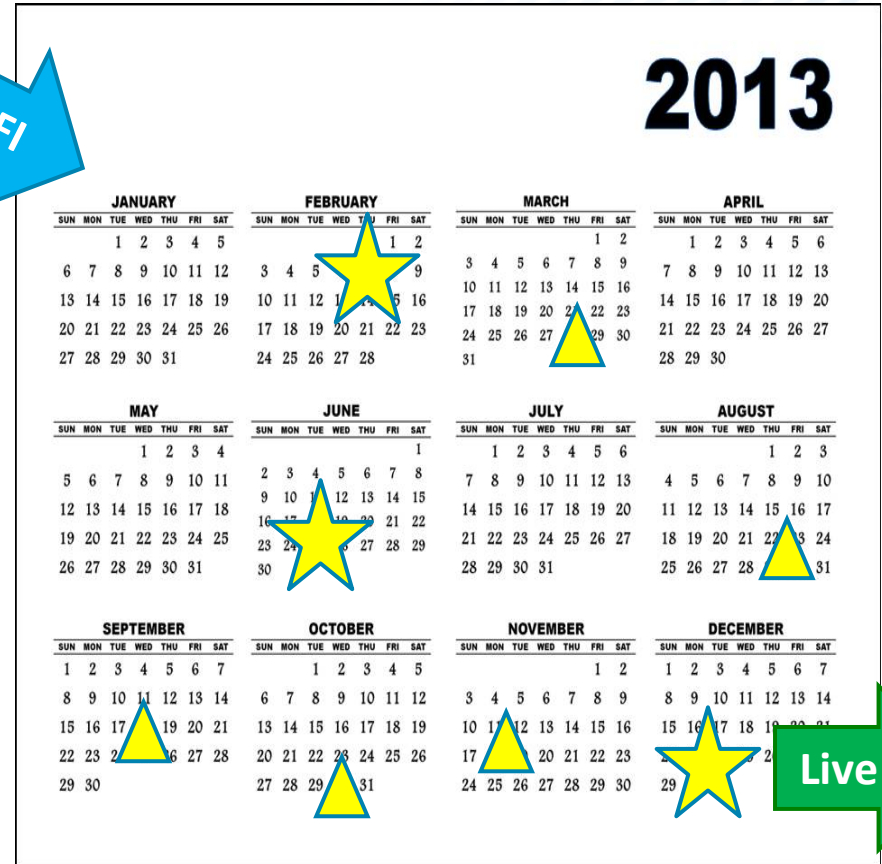 FI
2013
JANUARY
SUN MON TUE WED THU FRI SAT
1 2 3 4 5
6 7 8 9 10 11 12
13 14 15 16 17 18 19
20 21 22 23 24 25 26
27 28 29 30 31
FEBRUARY
SUN MON TUE WED FRI SAT
1 2
3 4 5 9
10 11 12 16
17 18 19 20 21 22 23
24 25 26 27 28
MARCH
SUN MON TUE WED THU FRI SAT
1 2
3 4 5 6 7 8 9
10 11 12 13 14 15 16
17 18 19 20 21 22 23
24 25 26 27 29 30
31
APRIL
SUN MON TUE WED THU FRI SAT
1 2 3 4 5 6
7 8 9 10 11 12 13
14 15 16 17 18 19 20
21 22 23 24 25 26 27
28 29 30
MAY
SUN MON TUE WED THU FRI SAT
1 2 3 4
5 6 7 8 9 10 11
12 13 14 15 16 17 18
19 20 21 22 23 24 25
26 27 28 29 30 31
JUNE
SUN MON TUE WED THU FRI SAT
1
2 3 4 5 6 7 8
9 10 12 13 14 15
16 17 19 20 21 22
23 24 27 28 29
30
JULY
SUN MON TUE WED THU FRI SAT
1 2 3 4 5 6
7 8 9 10 11 12 13
14 15 16 17 18 19 20
21 22 23 24 25 26 27
28 29 30 31
AUGUST
SUN MON TUE WED THU FRI SAT
1 2 3
4 5 6 7 8 9 10
11 12 13 14 15 16 17
18 19 20 21 22 23 24
25 26 27 28 31
SEPTEMBER
SUN MON TUE WED THU FRI SAT
1 2 3 4 5 6 7
8 9 10 11 12 13 14
15 16 17 19 20 21
22 23 26 27 28
29 30
OCTOBER
SUN MON TUE WED THU FRI SAT
1 2 3 4 5
6 7 8 9 10 11 12
13 14 15 16 17 18 19
20 21 22 23 24 25 26
27 28 29 31
NOVEMBER
SUN MON TUE WED THU FRI SAT
1 2
3 4 5 6 7 8 9
10 11 12 13 14 15 16
17 20 21 22 23
24 25 26 27 28 29 30
DECEMBER
SUN MON TUE WED THU FRI SAT
1 2 3 4 5 6 7
8 9 10 11 12 13 14
15 16 17 18 19 20 21
29
Live